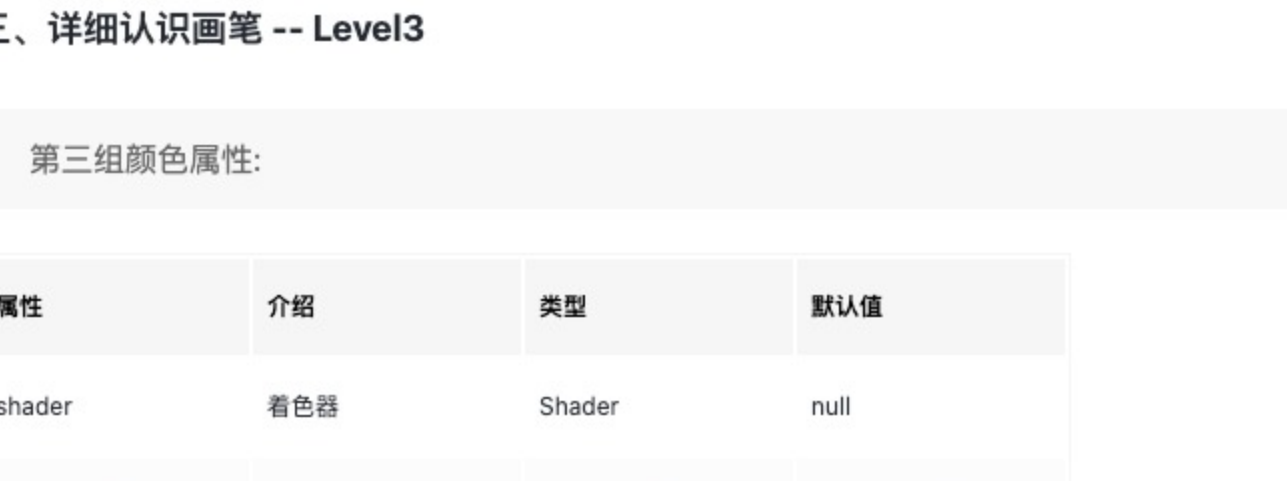 三、详细认识画笔 -- Level3
第三组颜色属性:
属性 介绍 类型 默认值
shader 着色器 Shader null